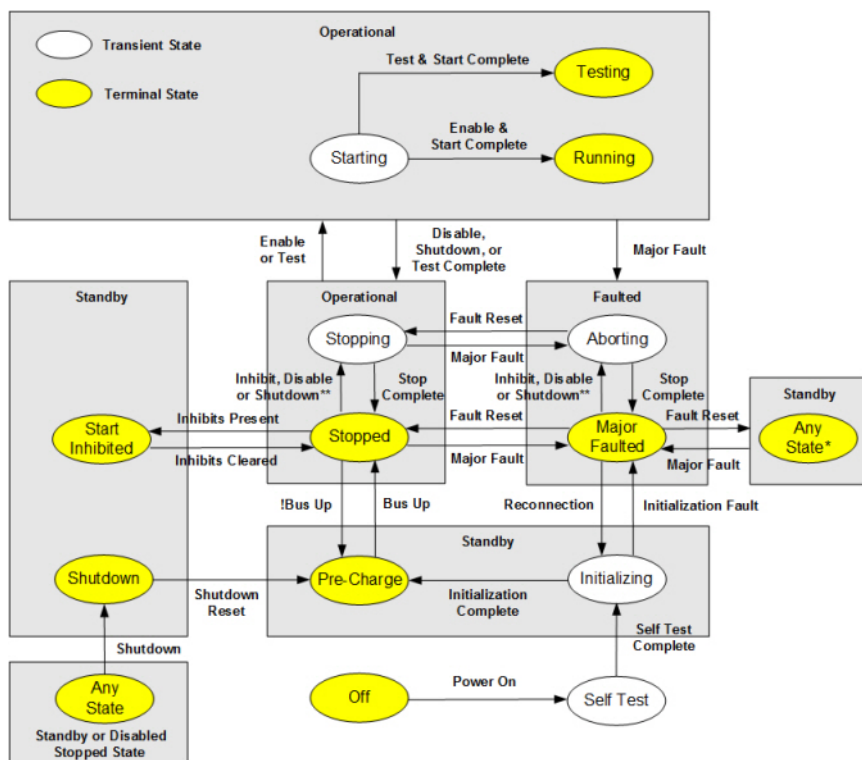 Operational
Transient State
Terminal State
Test & Start Complete
Testing
Enable &
Start Complete
Starting
Running
Enable
or Test
Disable,
Shutdown, or
Test Complete
Major Fault
Standby
Operational
Faulted
Stopping
Fault Reset
Aborting
Major Fault
Inhibit, Disable
or Shutdown**
Stop
Complete
Inhibit, Disable
or Shutdown**
Stop
Complete
Standby
Start
Inhibited
Inhibits Present
Inhibits Cleared
Stopped
Fault Reset
Major Fault
Major
Faulted
Fault Reset
Major Fault
Any
State*
!Bus Up
Bus Up
Reconnection
Initialization Fault
Standby
Shutdown
Shutdown
Reset
Pre-Charge
Initialization
Complete
Initializing
Shutdown
Self Test
Complete
Any
State
Standby or Disabled
Stopped State
Off
Power On
Self Test